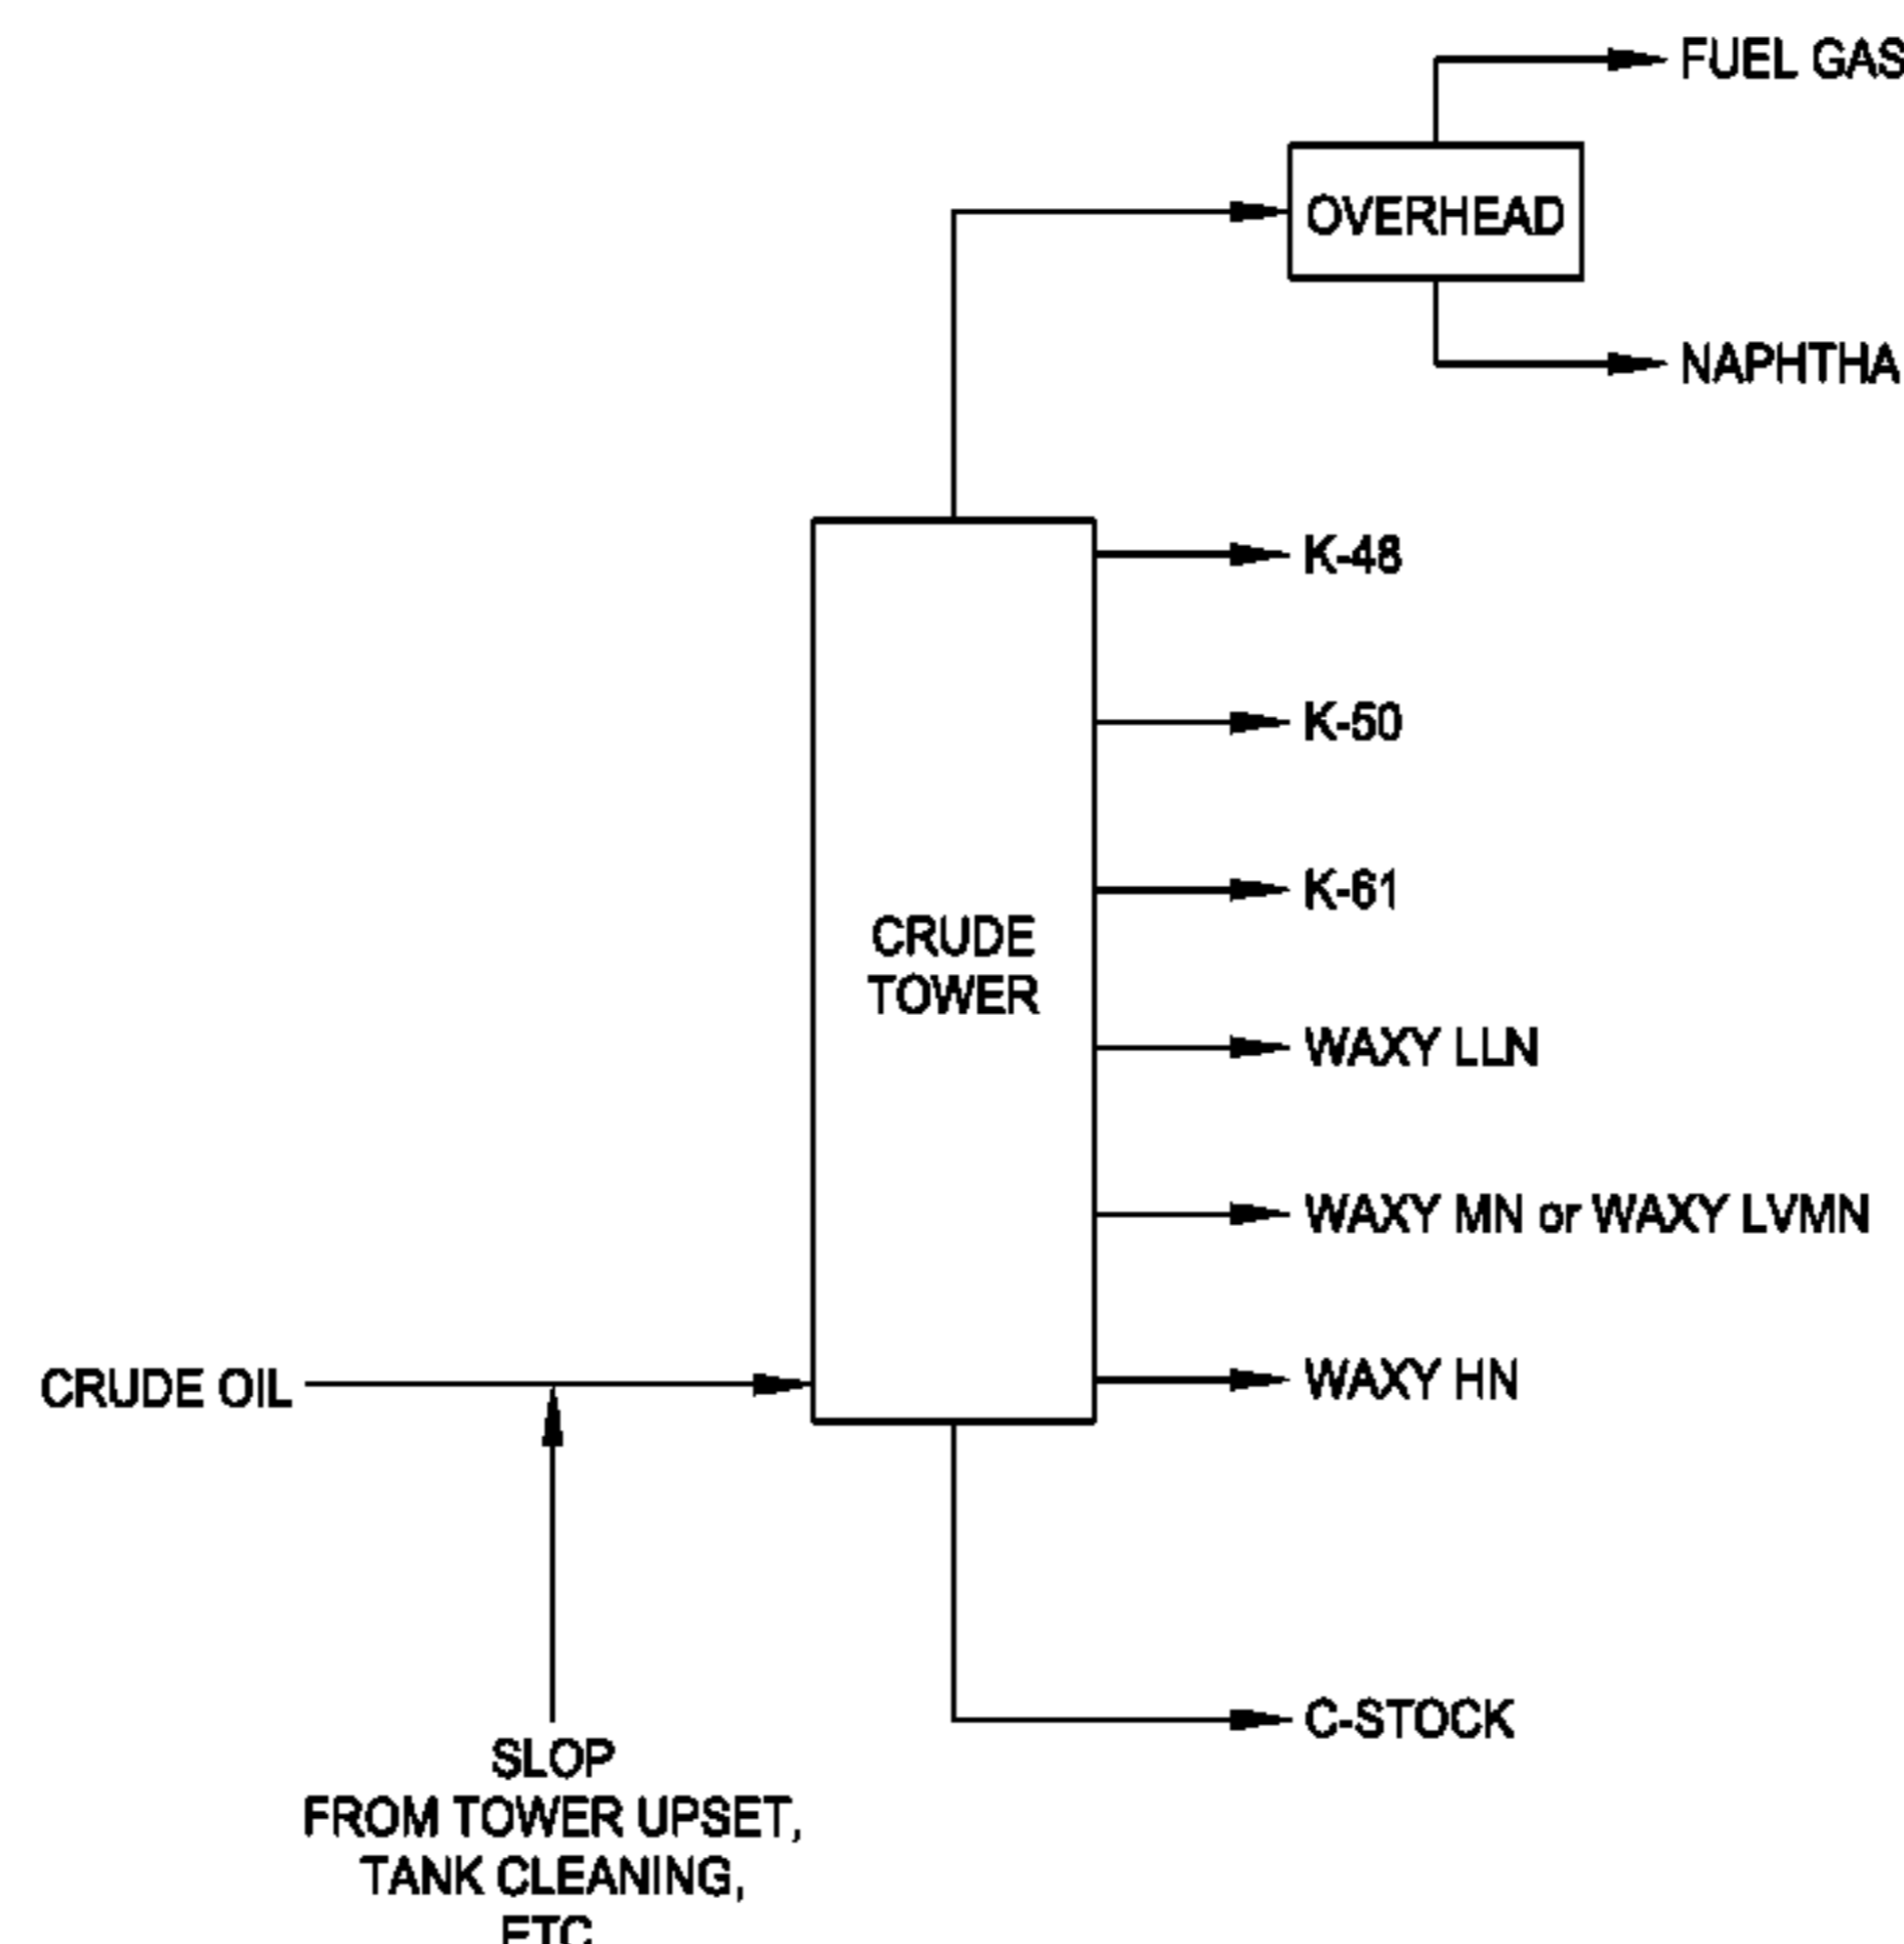 FUEL GAS
OVERHEAD
NAPHTHA
K-48
K-50
K-61
CRUDE
TOWER
WAXY LLN
WAXY MN or WAXY LVMN
WAXY HN
CRUDE OIL
C-STOCK
SLOP
FROM TOWER UPSET,
TANK CLEANING,
ETC